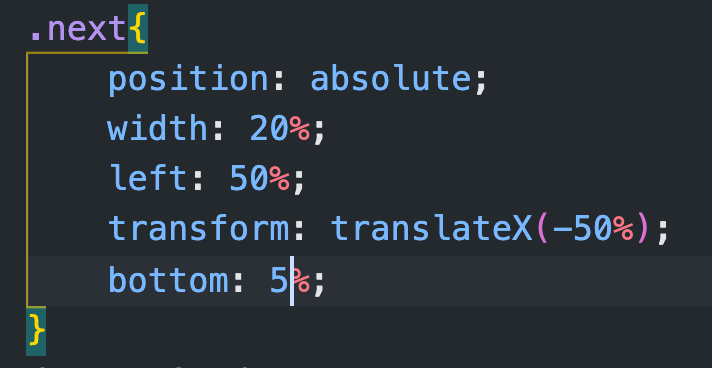 .next{
    position: absolute;
    width: 20%;
    left: 50%;
    transform: translateX(-50%);
    bottom: 5%;
}